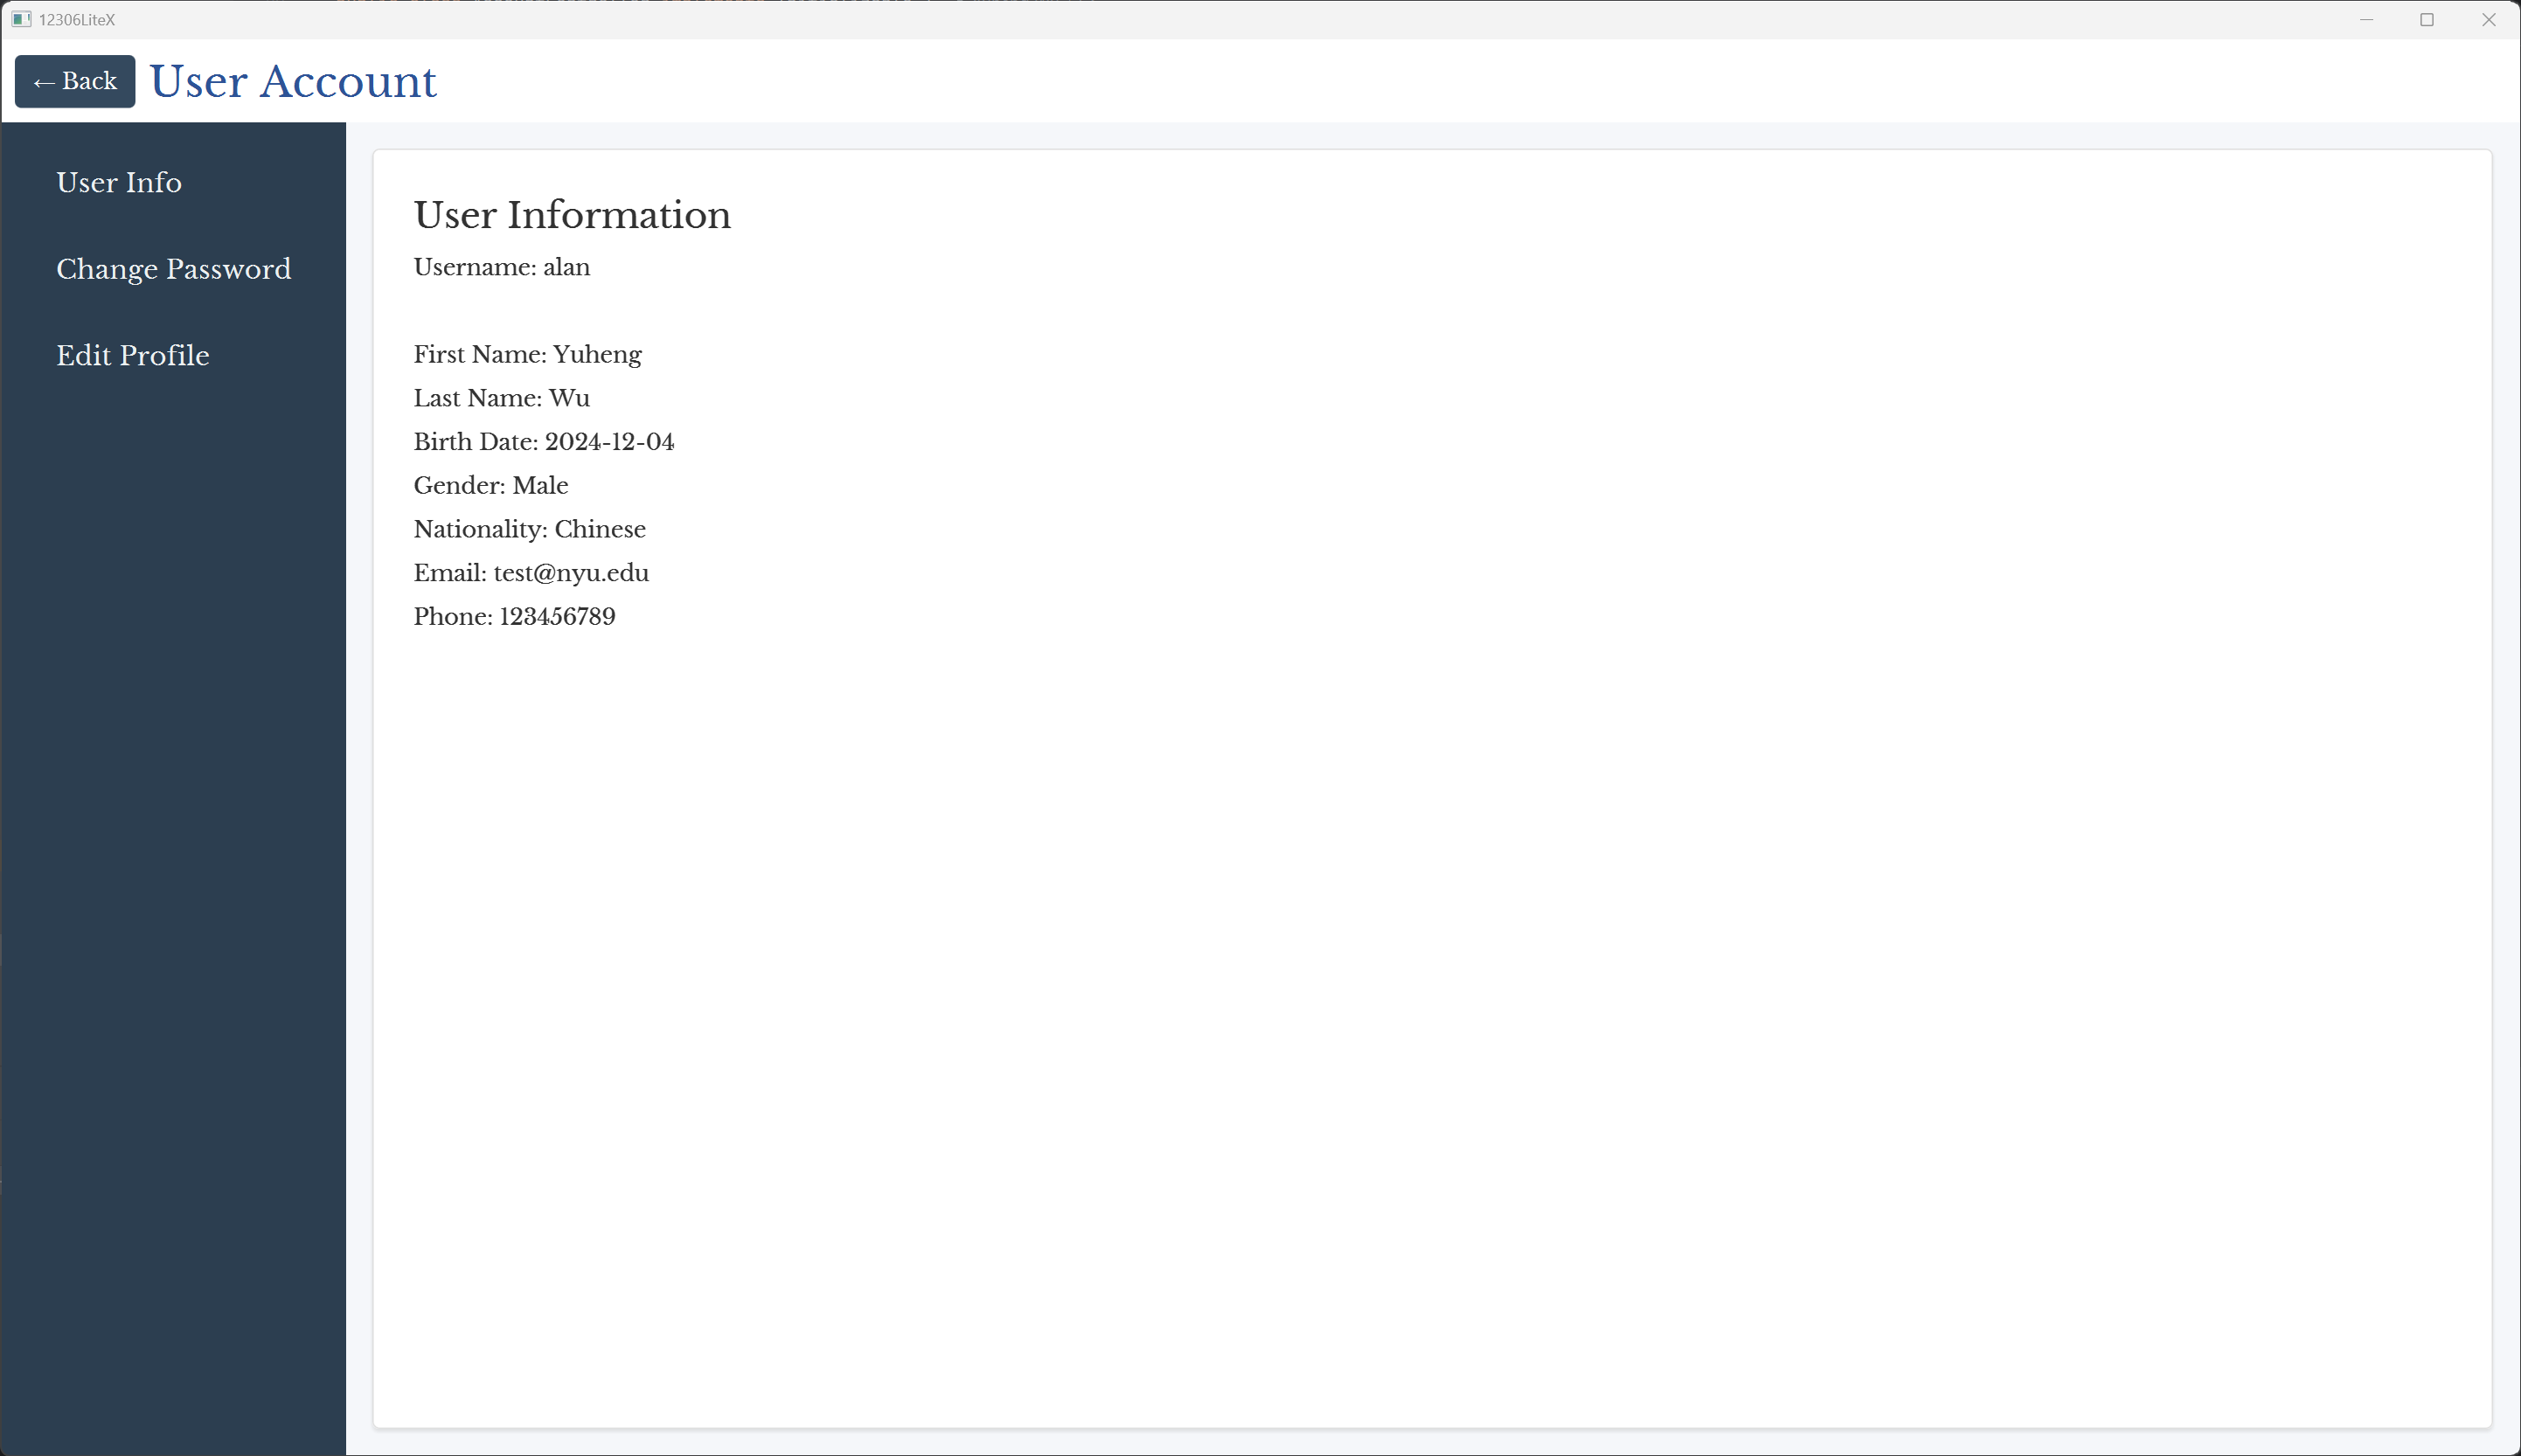 12306LiteX
← Back
User Account
User Info
Change Password
Edit Profile
User Information
Username: alan
First Name: Yuheng
Last Name: Wu
Birth Date: 2024-12-04
Gender: Male
Nationality: Chinese
Email: test@nyu.edu
Phone: 123456789